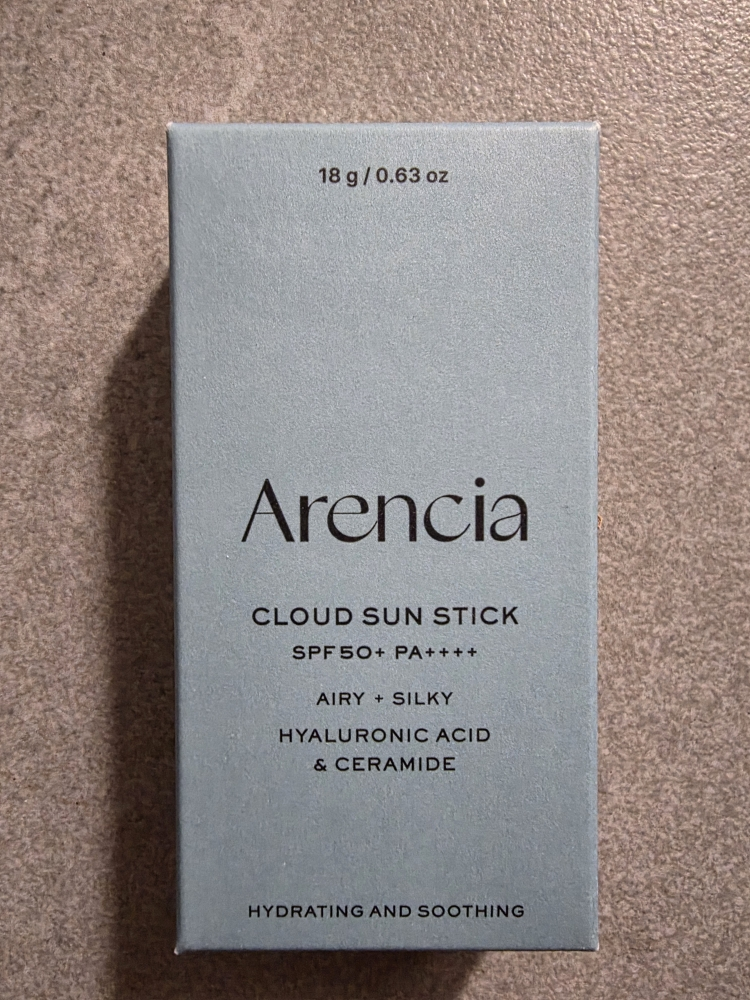 18 g / 0.63 oz
Arencia
CLOUD SUN STICK
SPF50+ PA++++
AIRY + SILKY
HYALURONIC ACID
& CERAMIDE
HYDRATING AND SOOTHING